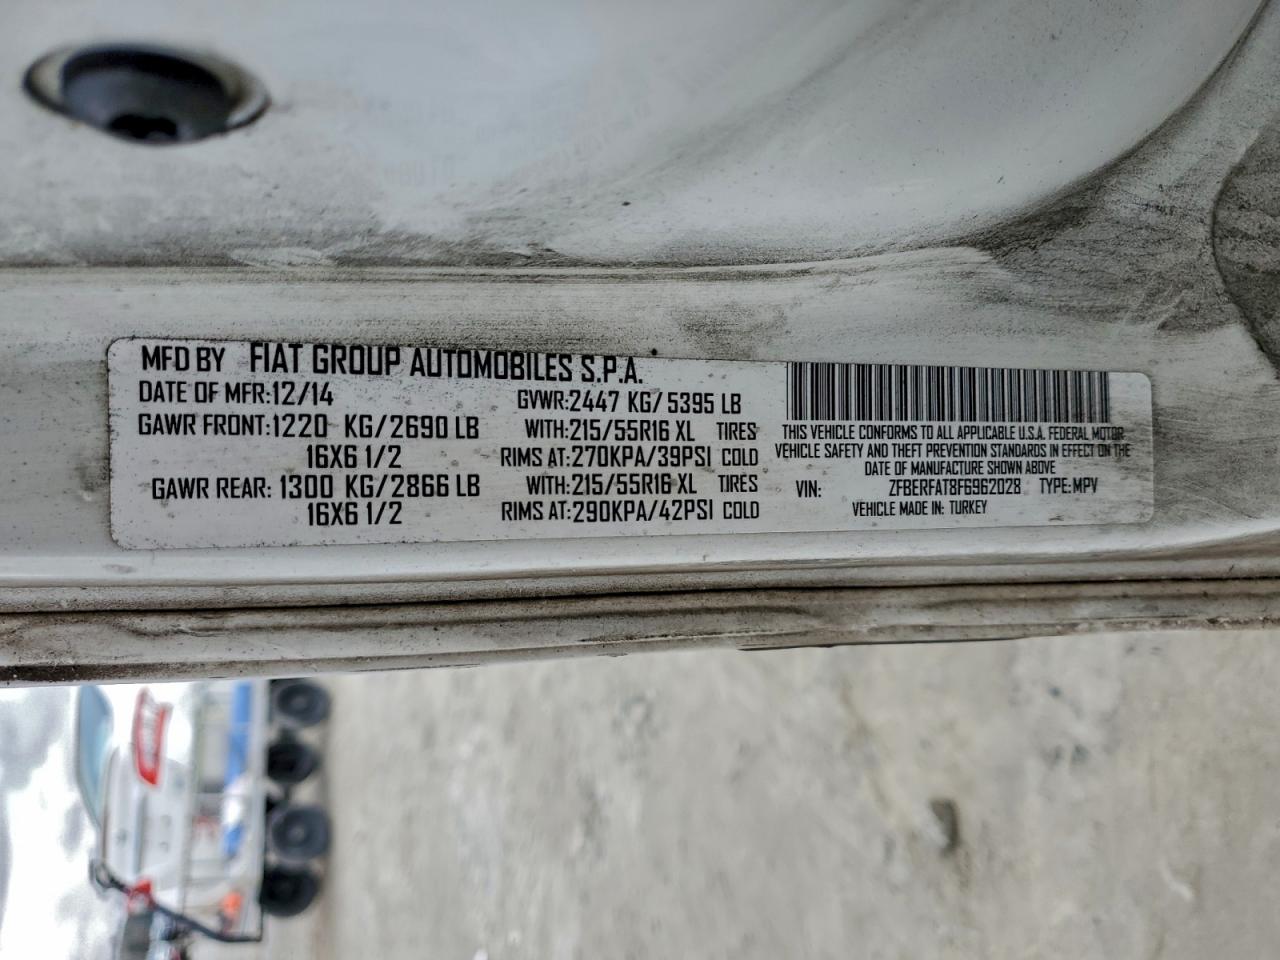 MFD BY FIAT GROUP AUTOMOBILES S.P.A.
DATE OF MFR:12/14 GVWR:2447 KG/ 5395 LB
GAWR FRONT:1220 KG/2690 LB WITH:215/55R16 XL TIRES
16X6 1/2 RIMS AT:270KPA/39PSI COLD
GAWR REAR: 1300 KG/2866 LB WITH:215/55R16 XL TIRES
16X6 1/2 RIMS AT:290KPA/42PSI COLD
THIS VEHICLE CONFORMS TO ALL APPLICABLE U.S.A. FEDERAL MOTOR
VEHICLE SAFETY AND THEFT PREVENTION STANDARDS IN EFFECT ON THE
DATE OF MANUFACTURE SHOWN ABOVE
VIN: ZFBERFAT8F6962028 TYPE:MPV
VEHICLE MADE IN: TURKEY